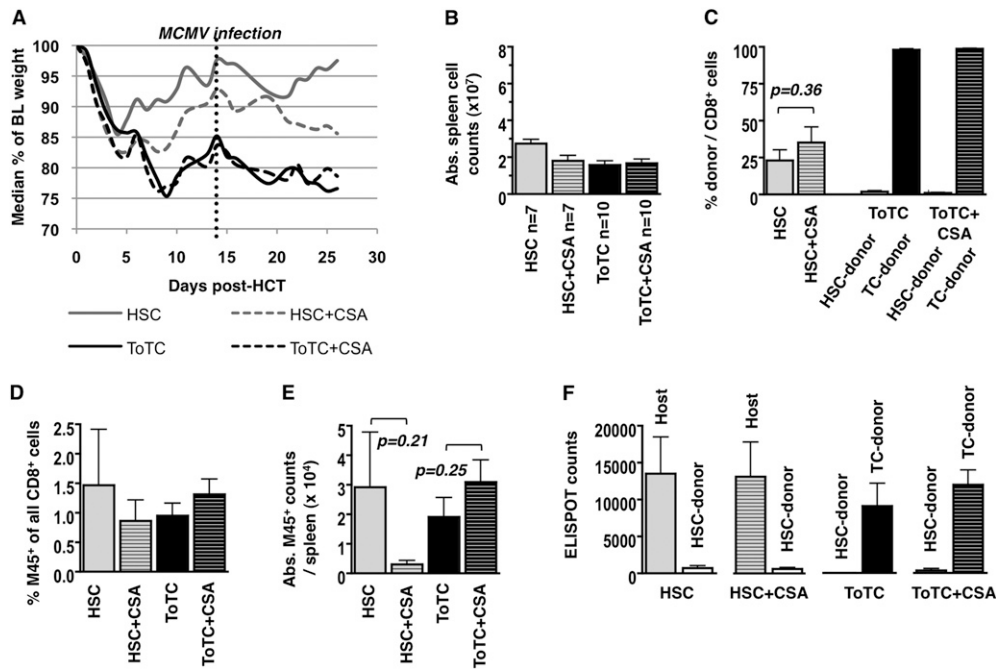 A
MCMV infection
Median % of BL weight
100
95
90
85
80
75
70
0 5 10 15 20 25 30
Days post-HCT
HSC
HSC+CSA
ToTC
ToTC+CSA
B
Abs. spleen cell
counts (x10⁷)
8
6
4
2
0
HSC n=7
HSC+CSA n=7
ToTC n=10
ToTC+CSA n=10
C
% donor / CD8⁺ cells
100
75
50
25
0
p=0.36
HSC
HSC+CSA
ToTC
ToTC+
CSA
HSC-donor
TC-donor
HSC-donor
TC-donor
D
% M45⁺ of all CD8⁺ cells
2.5
2.0
1.5
1.0
0.5
0.0
HSC
HSC+CSA
ToTC
ToTC+CSA
E
Abs. M45⁺ counts
/ spleen (x 10⁴)
5
4
3
2
1
0
p=0.21
p=0.25
HSC
HSC+CSA
ToTC
ToTC+CSA
F
ELISPOT counts
20000
15000
10000
5000
0
Host
HSC-donor
Host
HSC-donor
HSC-donor
TC-donor
HSC-donor
TC-donor
HSC
HSC+CSA
ToTC
ToTC+CSA